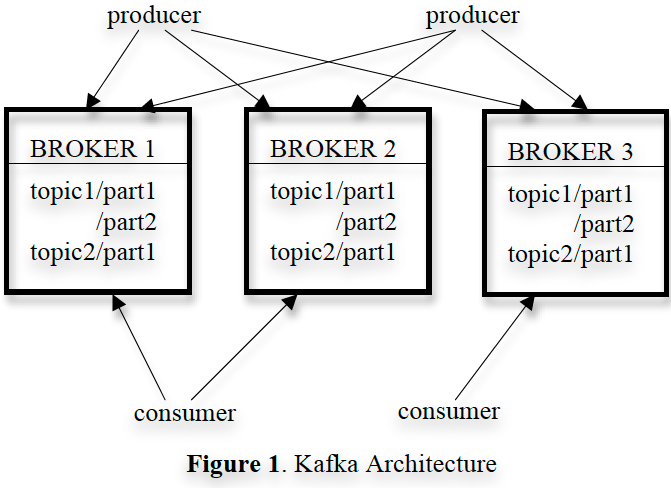 producer
producer
BROKER 1
topic1/part1
/part2
topic2/part1
BROKER 2
topic1/part1
/part2
topic2/part1
BROKER 3
topic1/part1
/part2
topic2/part1
consumer
consumer
Figure 1. Kafka Architecture